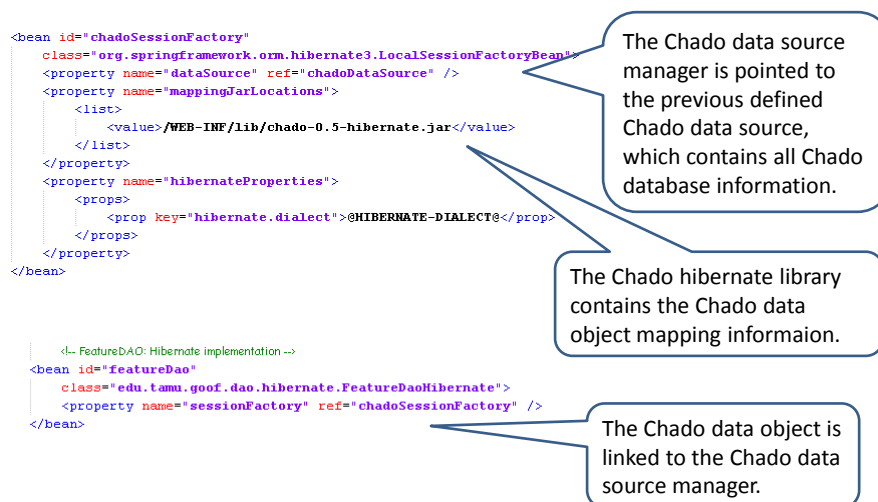 <bean id="chadoSessionFactory"
class="org.springframework.orm.hibernate3.LocalSessionFactoryBean">
<property name="dataSource" ref="chadoDataSource" />
<property name="mappingJarLocations">
<list>
<value>/WEB-INF/lib/chado-0.5-hibernate.jar</value>
</list>
</property>
<property name="hibernateProperties">
<props>
<prop key="hibernate.dialect">@HIBERNATE-DIALECT@</prop>
</props>
</property>
</bean>
The Chado data source
manager is pointed to
the previous defined
Chado data source,
which contains all Chado
database information.
The Chado hibernate library
contains the Chado data
object mapping informaion.
<!-- FeatureDAO: Hibernate implementation -->
<bean id="featureDao"
class="edu.tamu.goof.dao.hibernate.FeatureDaoHibernate">
<property name="sessionFactory" ref="chadoSessionFactory" />
</bean>
The Chado data object is
linked to the Chado data
source manager.